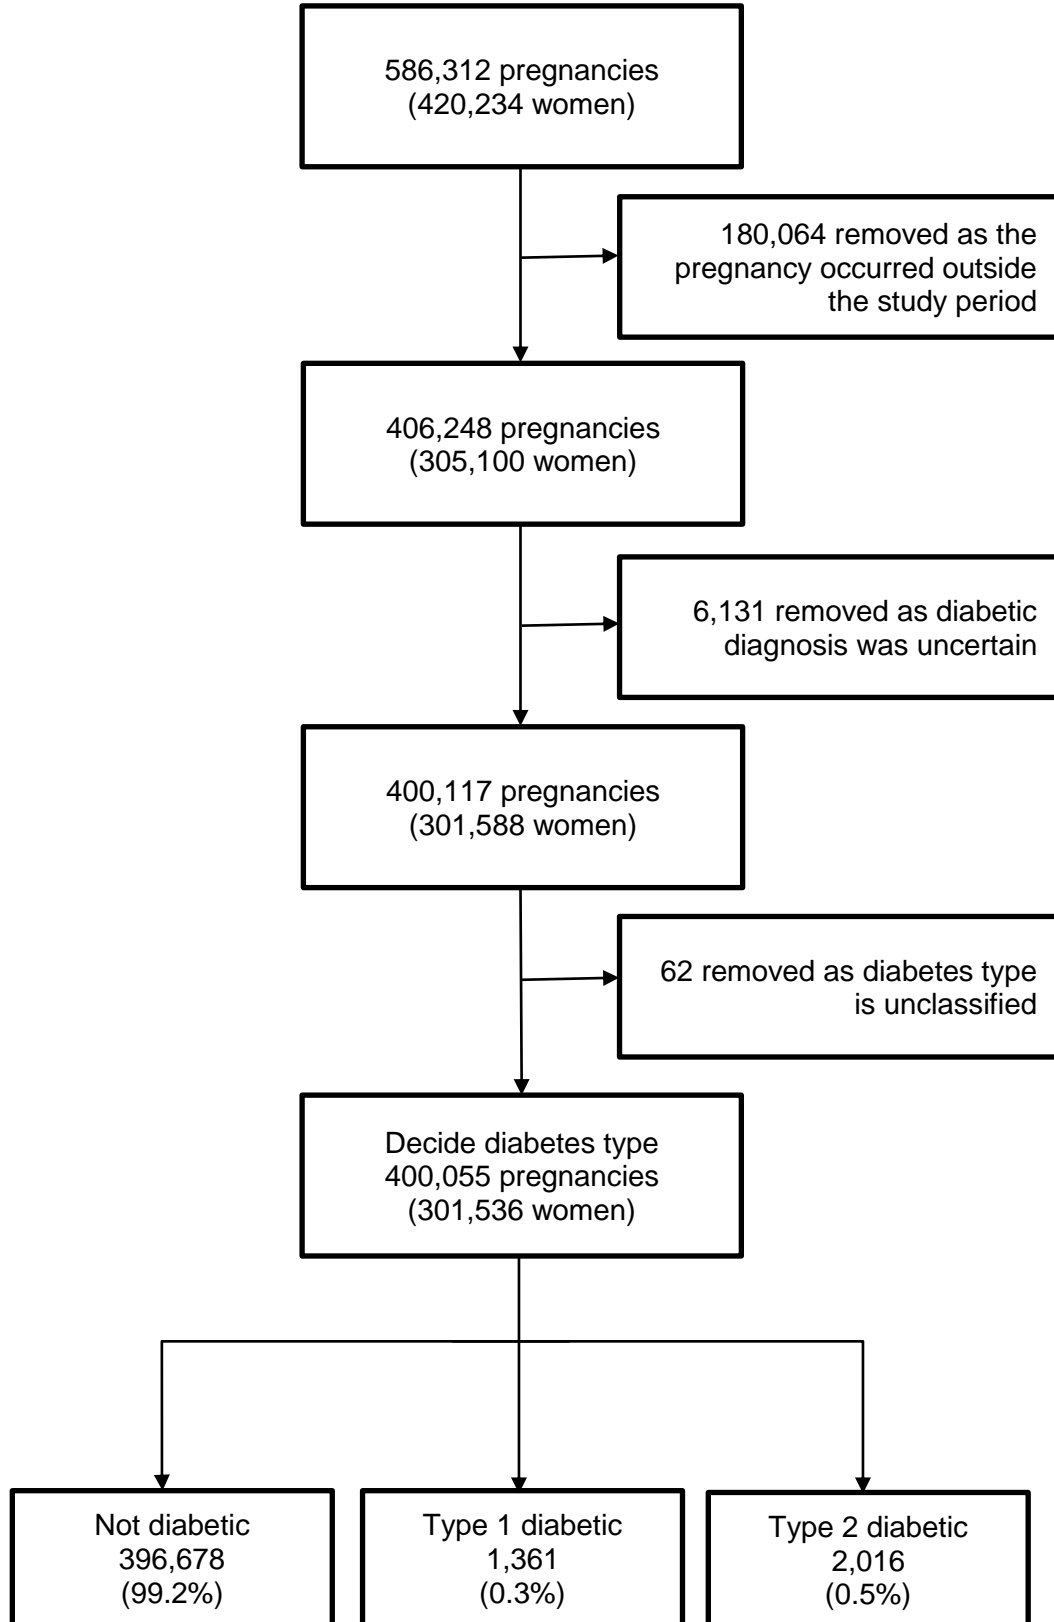 586,312 pregnancies
(420,234 women)
180,064 removed as the
pregnancy occurred outside
the study period
406,248 pregnancies
(305,100 women)
6,131 removed as diabetic
diagnosis was uncertain
400,117 pregnancies
(301,588 women)
62 removed as diabetes type
is unclassified
Decide diabetes type
400,055 pregnancies
(301,536 women)
Not diabetic
396,678
(99.2%)
Type 1 diabetic
1,361
(0.3%)
Type 2 diabetic
2,016
(0.5%)